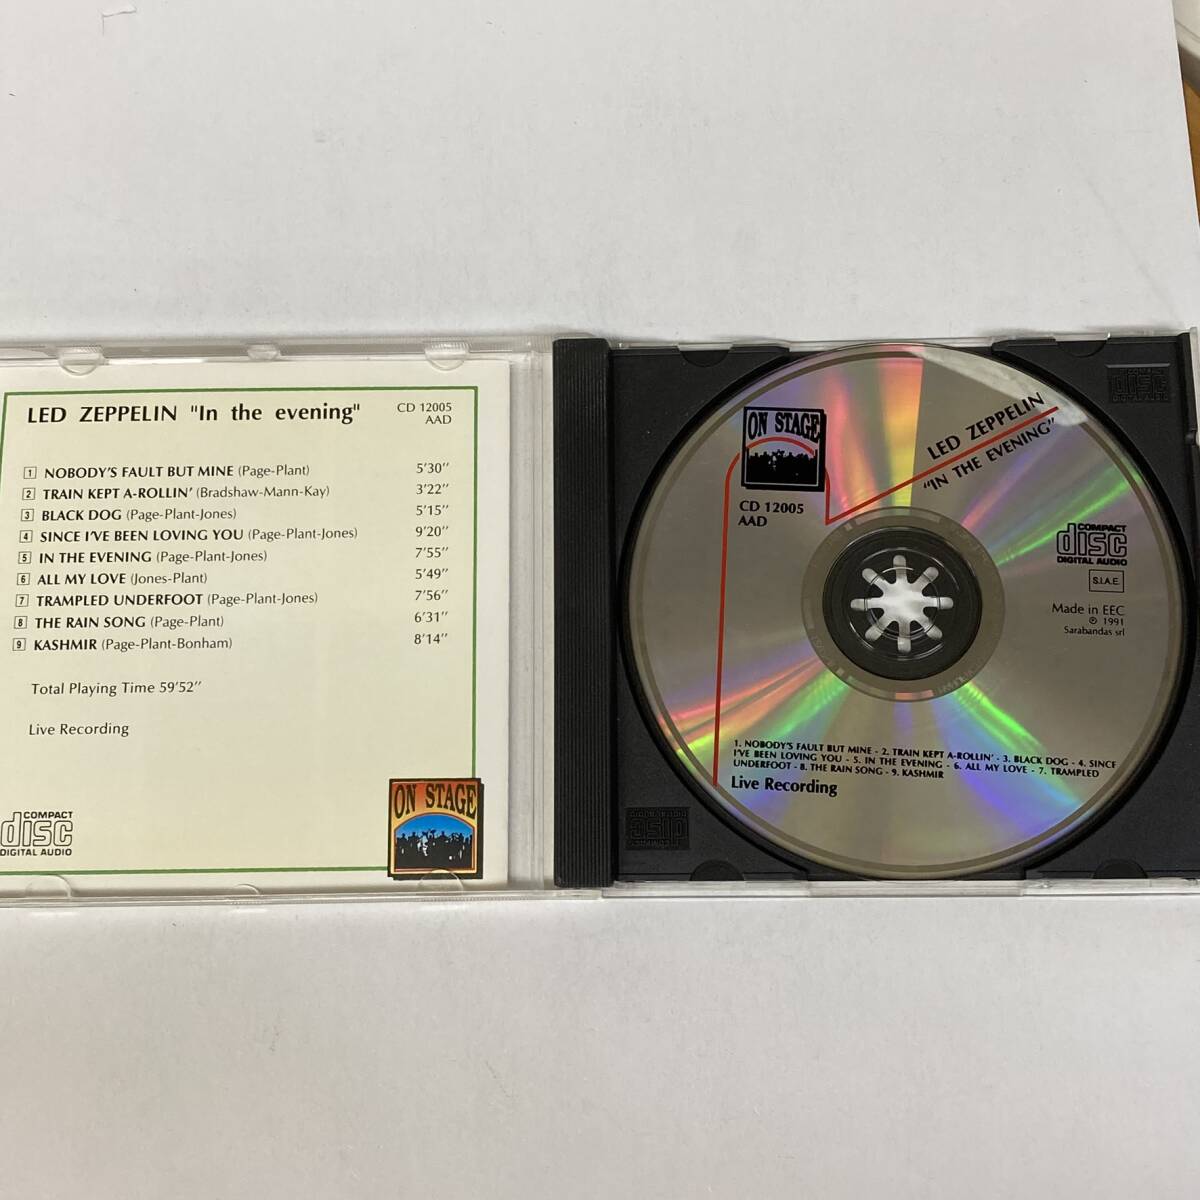 LED ZEPPELIN "In the evening" CD 12005
AAD
1 NOBODY'S FAULT BUT MINE (Page-Plant) 5'30''
2 TRAIN KEPT A-ROLLIN' (Bradshaw-Mann-Kay) 3'22''
3 BLACK DOG (Page-Plant-Jones) 5'15''
4 SINCE I'VE BEEN LOVING YOU (Page-Plant-Jones) 9'20''
5 IN THE EVENING (Page-Plant-Jones) 7'55''
6 ALL MY LOVE (Jones-Plant) 5'49''
7 TRAMPLED UNDERFOOT (Page-Plant-Jones) 7'56''
8 THE RAIN SONG (Page-Plant) 6'31''
9 KASHMIR (Page-Plant-Bonham) 8'14''
Total Playing Time 59'52''
Live Recording
COMPACT
disc
DIGITAL AUDIO
ON STAGE
ON STAGE
CD 12005
AAD
LED ZEPPELIN
"IN THE EVENING"
COMPACT
disc
DIGITAL AUDIO
S.I.A.E.
Made in EEC
℗ 1991
Sarabandas srl
1. NOBODY'S FAULT BUT MINE - 2. TRAIN KEPT A-ROLLIN' - 3. BLACK DOG - 4. SINCE
I'VE BEEN LOVING YOU - 5. IN THE EVENING - 6. ALL MY LOVE - 7. TRAMPLED
UNDERFOOT - 8. THE RAIN SONG - 9. KASHMIR
Live Recording
COMPACT
disc
DIGITAL AUDIO
COMPACT
disc
DIGITAL AUDIO